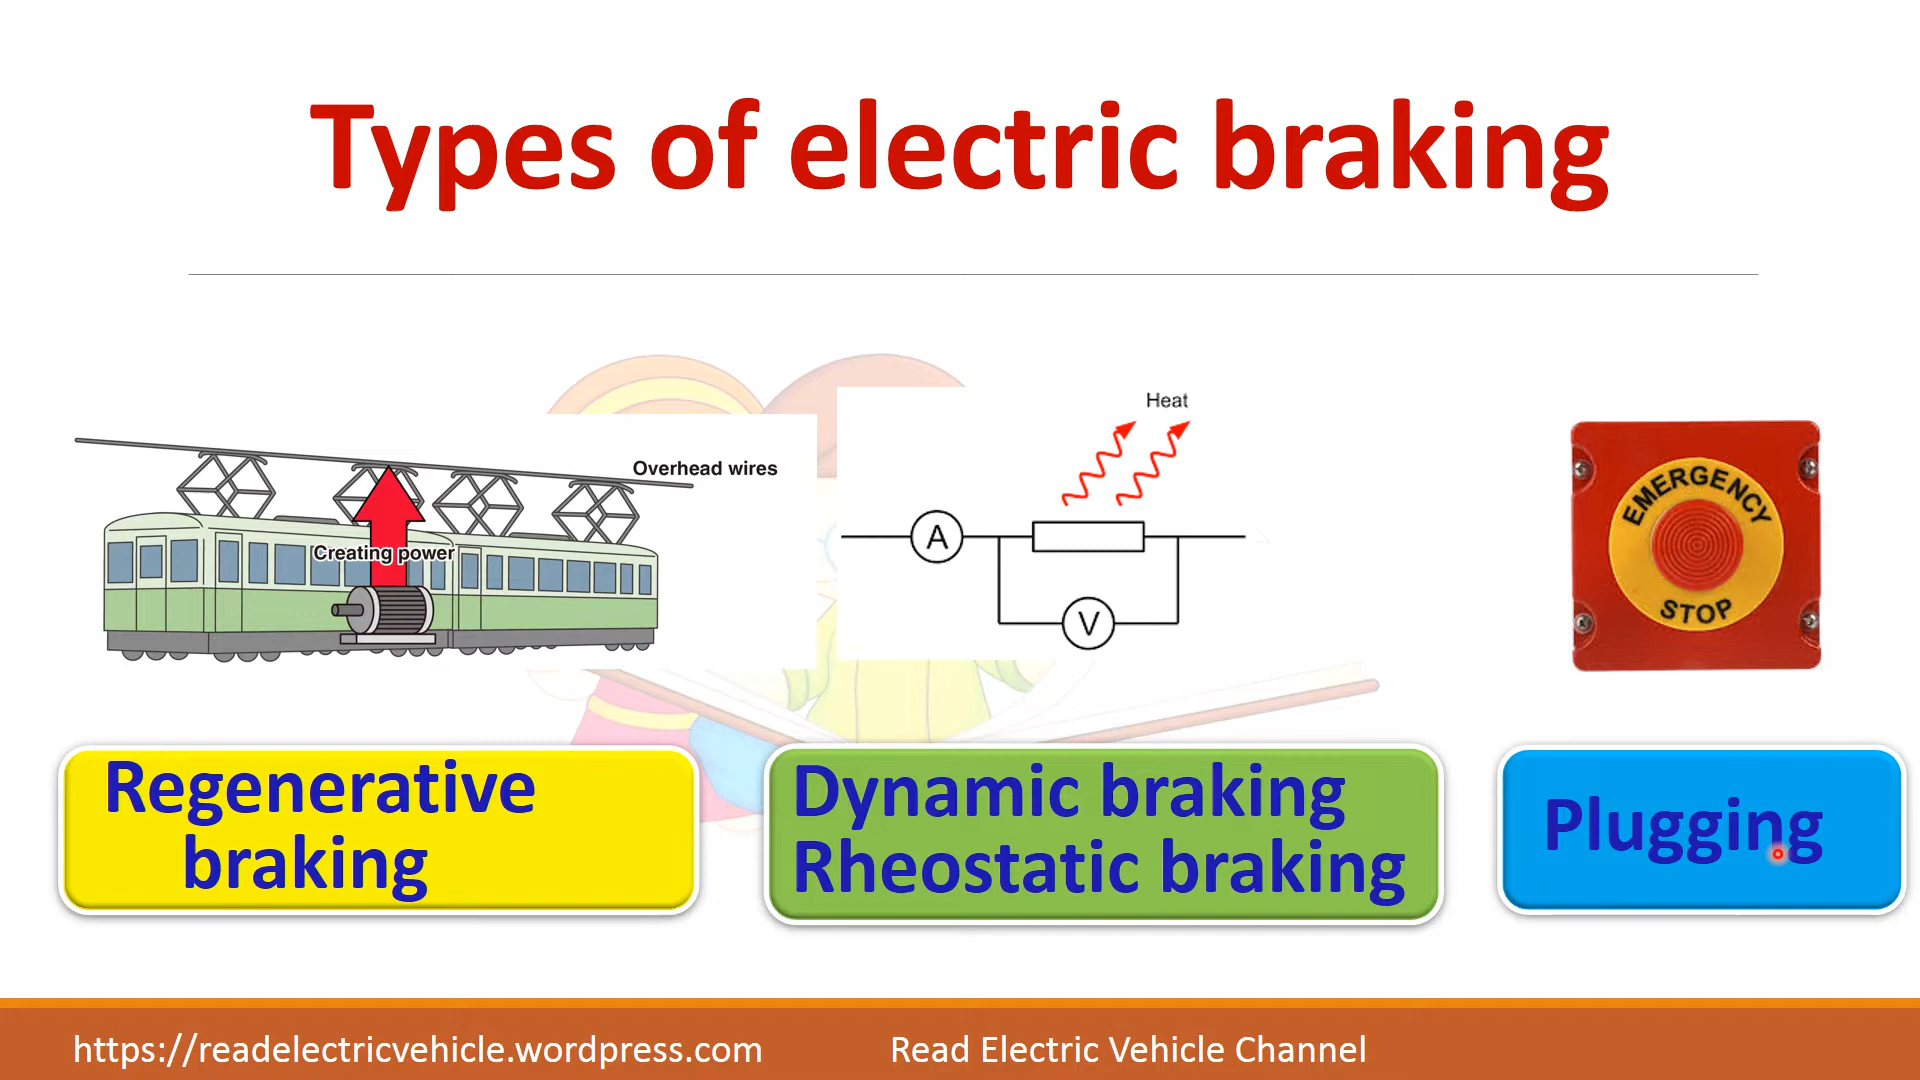 Types of electric braking
Heat
Overhead wires
Creating power
A
V
EMERGENCY
STOP
Regenerative
braking
Dynamic braking
Rheostatic braking
Plugging
https://readelectricvehicle.wordpress.com
Read Electric Vehicle Channel